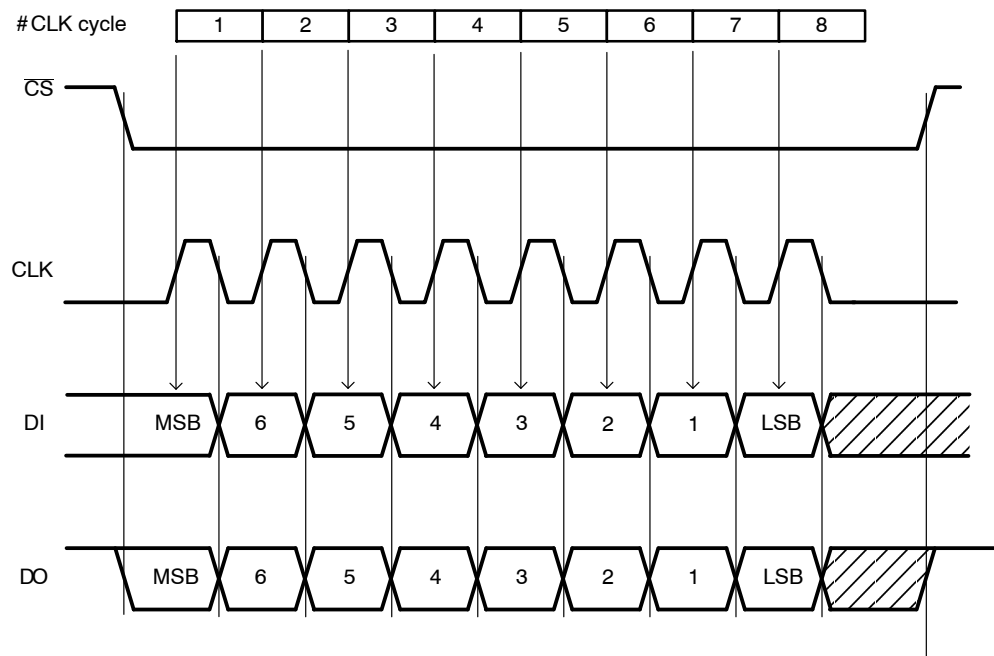 # CLK cycle 1 2 3 4 5 6 7 8
CS
CLK
DI MSB 6 5 4 3 2 1 LSB
DO MSB 6 5 4 3 2 1 LSB